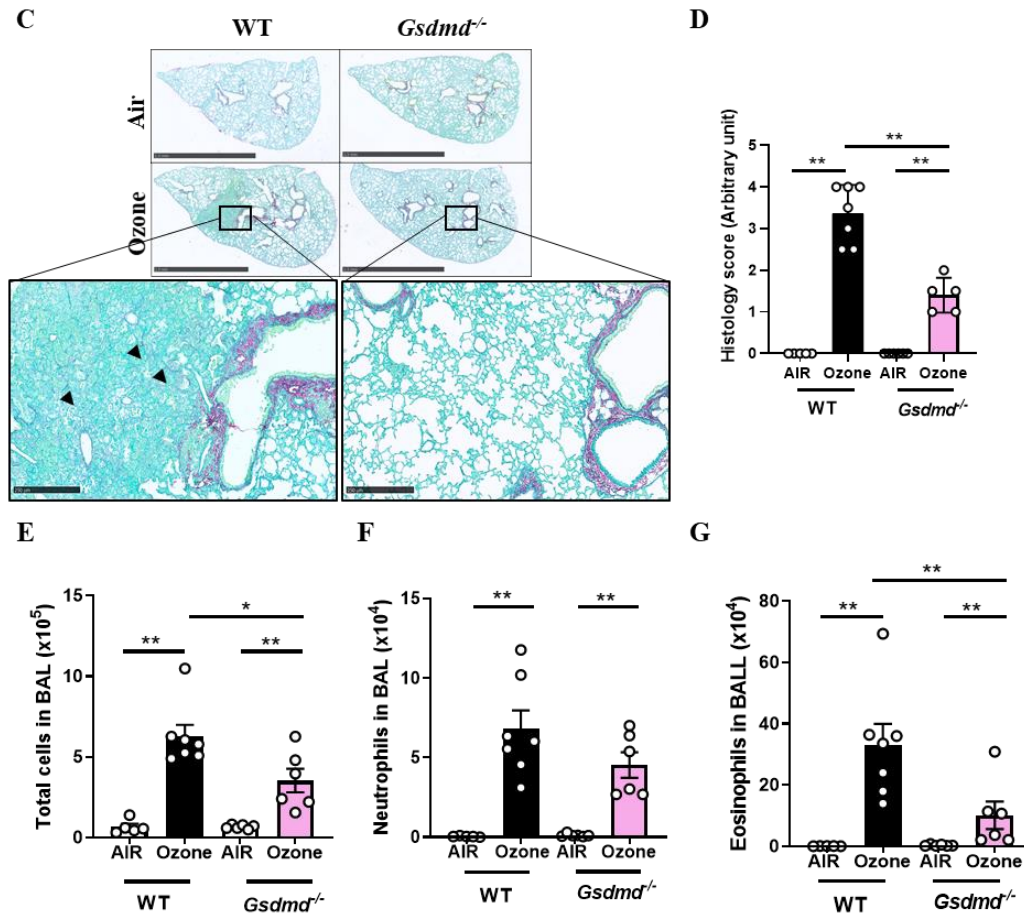 C
WT
Gsdmd-/-
Air
Ozone
D
Histology score (Arbitrary unit)
5
4
3
2
1
0
**
**
**
AIR
Ozone
AIR
Ozone
WT
Gsdmd-/-
E
Total cells in BAL (x10⁵)
15
10
5
0
**
*
**
AIR
Ozone
AIR
Ozone
WT
Gsdmd-/-
F
Neutrophils in BAL (x10⁴)
15
10
5
0
**
**
AIR
Ozone
AIR
Ozone
WT
Gsdmd-/-
G
Eosinophils in BALL (x10⁴)
80
60
40
20
0
**
**
**
AIR
Ozone
AIR
Ozone
WT
Gsdmd-/-